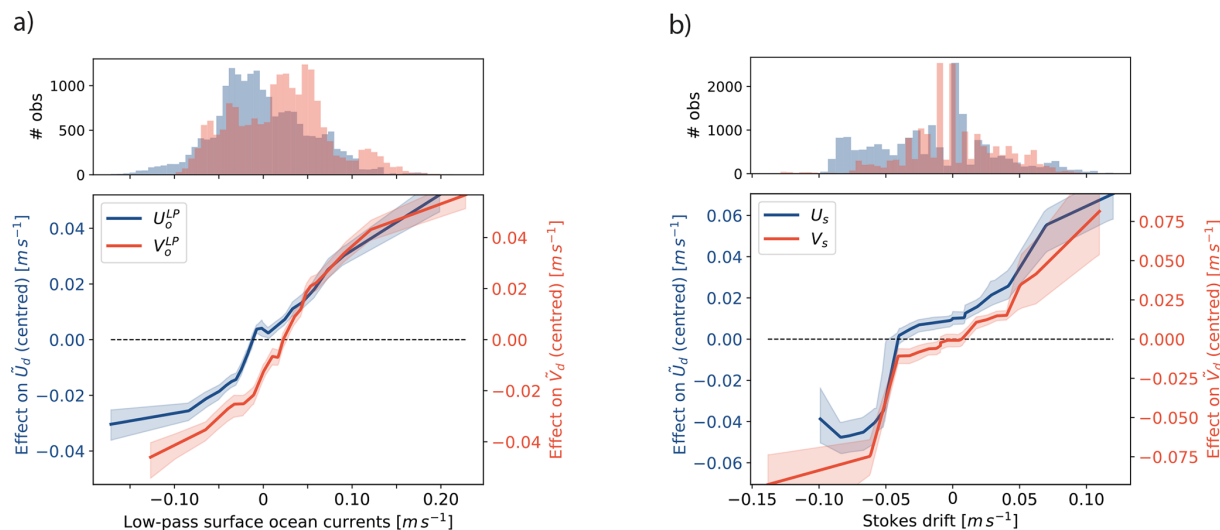 a)
1000
500
0
# obs
U_o^{LP}
V_o^{LP}
0.04
0.02
0.00
−0.02
−0.04
Effect on Ũ_d (centred) [m s^{−1}]
0.04
0.02
0.00
−0.02
−0.04
Effect on Ṽ_d (centred) [m s^{−1}]
−0.10
0
0.10
0.20
Low-pass surface ocean currents [m s^{−1}]
b)
2000
1000
0
# obs
U_s
V_s
0.06
0.04
0.02
0.00
−0.02
−0.04
−0.06
Effect on Ũ_d (centred) [m s^{−1}]
0.075
0.050
0.025
0.000
−0.025
−0.050
−0.075
Effect on Ṽ_d (centred) [m s^{−1}]
−0.15
−0.10
−0.05
0
0.05
0.10
Stokes drift [m s^{−1}]